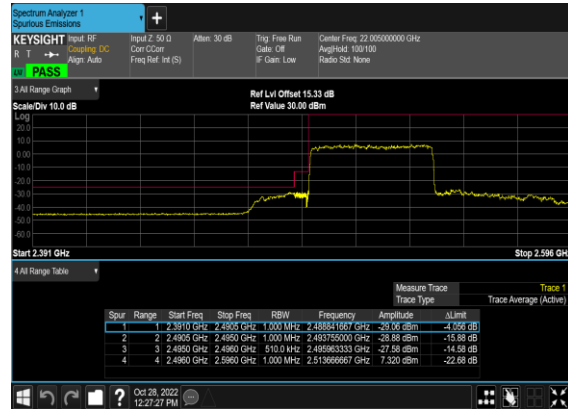 Spectrum Analyzer 1
Spurious Emissions
+
KEYSIGHT Input: RF Input Z: 50 Ω Atten: 30 dB Trig: Free Run Center Freq: 22.005000000 GHz
R T Coupling: DC Corr CCorr Gate: Off Avg|Hold: 100/100
Align: Auto Freq Ref: Int (S) IF Gain: Low Radio Std: None
LW PASS
3 All Range Graph
Ref Lvl Offset 15.33 dB
Scale/Div 10.0 dB Ref Value 30.00 dBm
Log
20.0
10.0
0.00
-10.0
-20.0
-30.0
-40.0
-50.0
-60.0
Start 2.391 GHz Stop 2.596 GHz
4 All Range Table
Measure Trace Trace 1
Trace Type Trace Average (Active)
Spur Range Start Freq Stop Freq RBW Frequency Amplitude ΔLimit
1 1 2.3910 GHz 2.4905 GHz 1.000 MHz 2.488841667 GHz -29.06 dBm -4.056 dB
2 2 2.4905 GHz 2.4950 GHz 1.000 MHz 2.493755000 GHz -28.88 dBm -15.88 dB
3 3 2.4950 GHz 2.4960 GHz 510.0 kHz 2.495963333 GHz -27.58 dBm -14.58 dB
4 4 2.4960 GHz 2.5960 GHz 1.000 MHz 2.513666667 GHz 7.320 dBm -22.68 dB
? Oct 28, 2022
12:27:27 PM